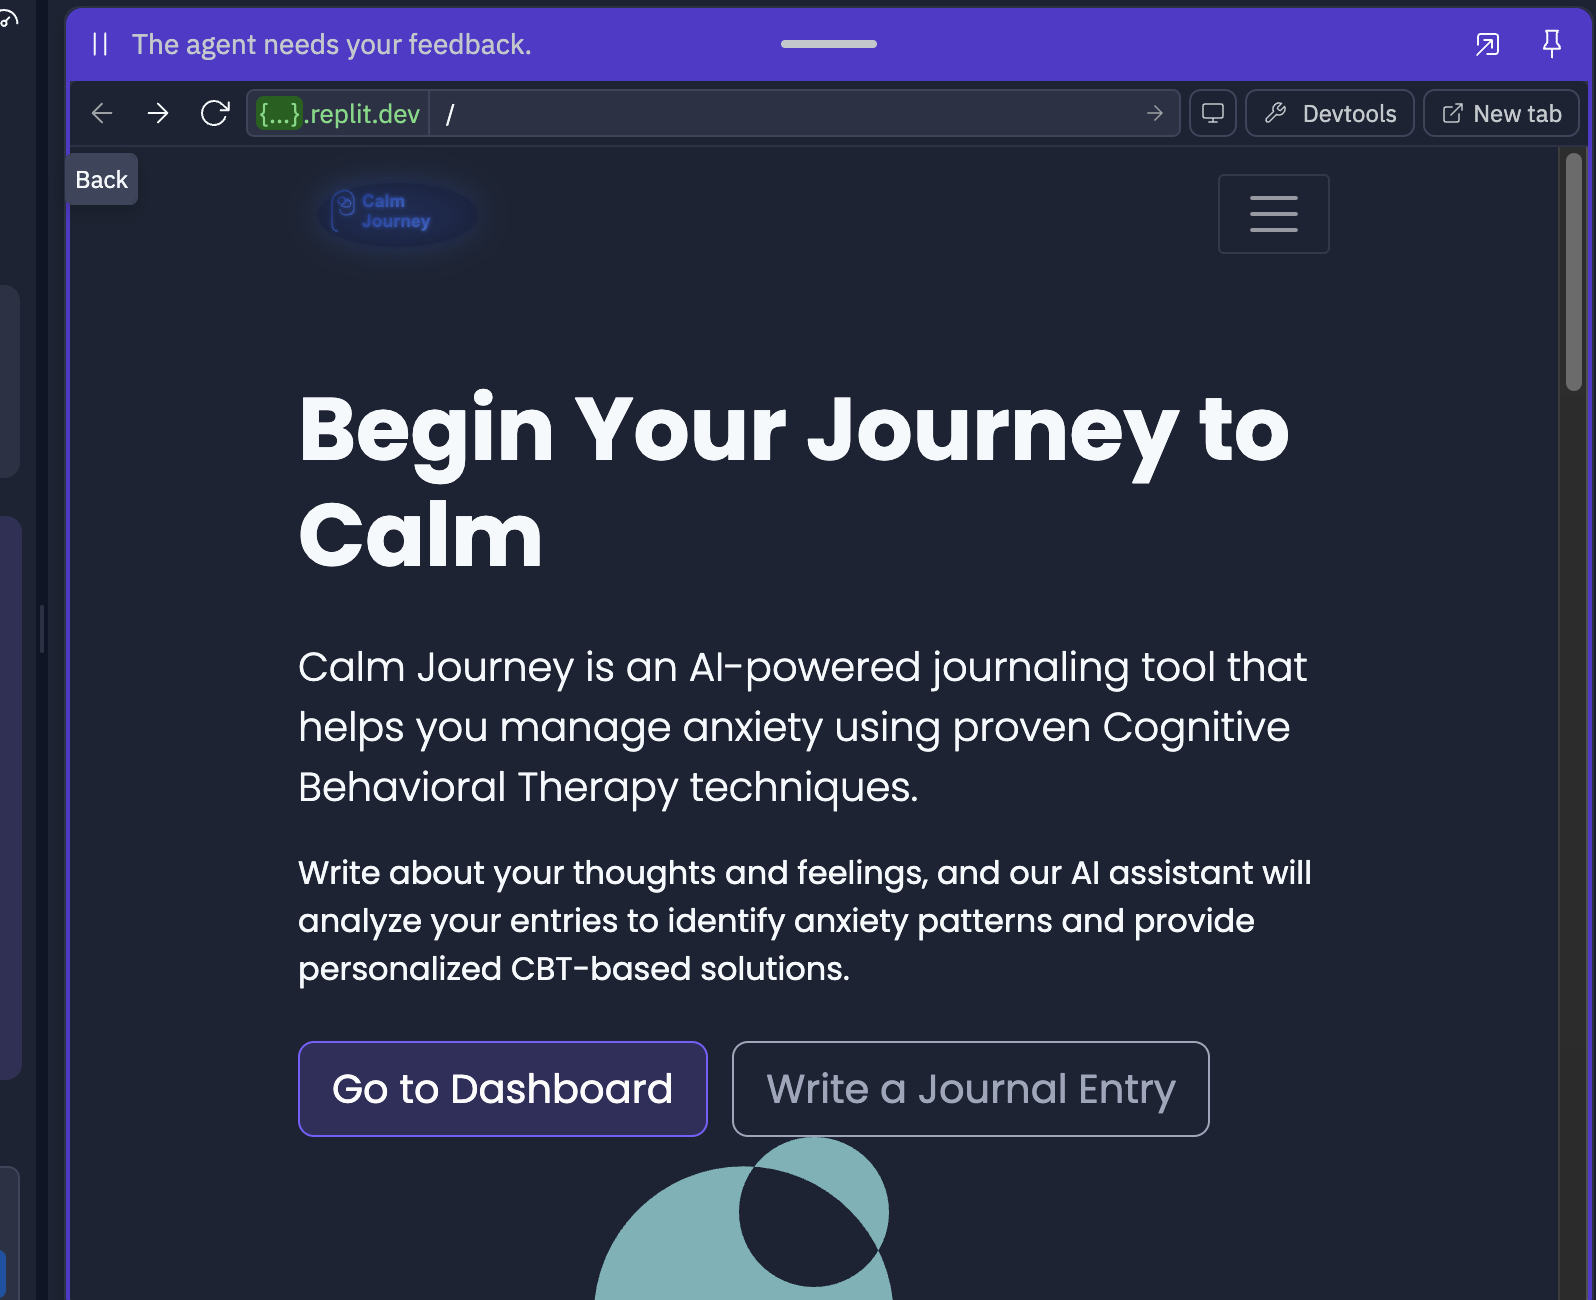 The agent needs your feedback.
{...}.replit.dev /
Devtools
New tab
Back
Calm
Journey
Begin Your Journey to
Calm
Calm Journey is an AI-powered journaling tool that
helps you manage anxiety using proven Cognitive
Behavioral Therapy techniques.
Write about your thoughts and feelings, and our AI assistant will
analyze your entries to identify anxiety patterns and provide
personalized CBT-based solutions.
Go to Dashboard
Write a Journal Entry